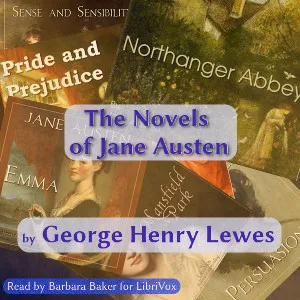 SENSE AND SENSIBILIT
Pride and
Prejudice
Northanger Abbey
The Novels
of Jane Austen
JANE AUSTEN
EMMA
Mansfield
Park
PERSUASION
by George Henry Lewes
Read by Barbara Baker for LibriVox